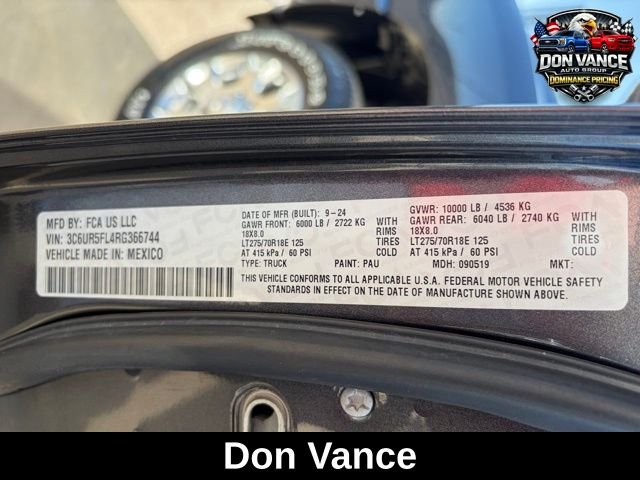 DON VANCE
AUTO GROUP
DOMINANCE PRICING
MFD BY: FCA US LLC
VIN: 3C6UR5FL4RG366744
VEHICLE MADE IN: MEXICO
DATE OF MFR (BUILT): 9-24
GAWR FRONT: 6000 LB / 2722 KG
18X8.0
LT275/70R18E 125
AT 415 kPa / 60 PSI
TYPE: TRUCK
WITH
RIMS
TIRES
COLD
PAINT: PAU
GVWR: 10000 LB / 4536 KG
GAWR REAR: 6040 LB / 2740 KG
18X8.0
LT275/70R18E 125
AT 415 kPa / 60 PSI
MDH: 090519
WITH
RIMS
TIRES
COLD
MKT:
THIS VEHICLE CONFORMS TO ALL APPLICABLE U.S.A. FEDERAL MOTOR VEHICLE SAFETY
STANDARDS IN EFFECT ON THE DATE OF MANUFACTURE SHOWN ABOVE.
Don Vance